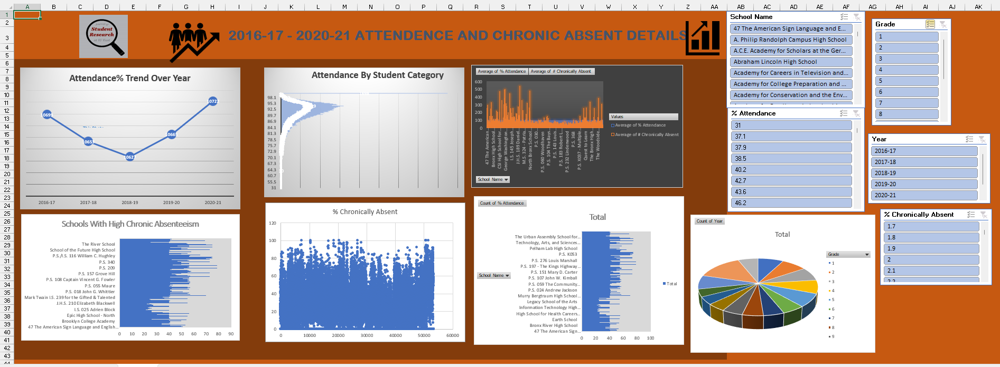 A B C D E F G H I J K L M N O P Q R S T U V W X Y Z AA AB AC AD AE AF AG AH AI AJ AK
1
2
3
4
5
6
7
8
9
10
11
12
13
14
15
16
17
18
19
20
21
22
23
24
25
26
27
28
29
30
31
32
33
34
35
36
37
38
39
40
41
42
43
44
Journal of
Student
Research
at IU East
2016-17 - 2020-21 ATTENDENCE AND CHRONIC ABSENT DETAILS
Attendance% Trend Over Year
10699
10653
10627
10665
10722
This Photo
2016-17 2017-18 2018-19 2019-20 2020-21
Attendance By Student Category
98.1
95.3
92.5
89.7
86.9
84.1
81.3
78.5
75.7
72.9
70.1
67.3
64.3
60.7
55.5
31
Average of % Attendance Average of # Chronically Absent
600
500
400
300
200
100
0
47 The American
Bronx High School
CSI High School for
George Washington
I.S. 145 Joseph
J.H.S. 189 Daniel
M.S. 324 - Patria
North Bronx School
P.S. 030
P.S. 060 Woodhaven
P.S. 104 The Bays
P.S. 143 Louis
P.S. 183 Robert L.
P.S. 232 Lindenwood
P.S. 368
P.S. X037 - Multiple
Quest to Learn
The Bronx High
The Woodside
Values
Average of % Attendance
Average of # Chronically Absent
School Name
Schools With High Chronic Absenteeism
The River School
School of the Future High School
P.S./I.S. 116 William C. Hughley
P.S. 340
P.S. 209
P.S. 157 Grove Hill
P.S. 108 Captain Vincent G. Fowler
P.S. 055 Maure
P.S. 018 John G. Whittier
Mark Twain I.S. 239 for the Gifted & Talented
J.H.S. 210 Elizabeth Blackwell
I.S. 025 Adrien Block
Epic High School - North
Brooklyn College Academy
47 The American Sign Language and English...
0 10 20 30 40 50 60 70 80 90
% Chronically Absent
120
100
80
60
40
20
0
0 10000 20000 30000 40000 50000 60000
Count of % Attendance
Total
The Urban Assembly School for...
Technology, Arts, and Sciences...
Pelham Lab High School
P.S. K053
P.S. 276 Louis Marshall
P.S. 197 - The Kings Highway...
P.S. 151 Mary D. Carter
P.S. 107 John W. Kimball
P.S. 059 The Community...
P.S. 024 Andrew Jackson
Murry Bergtraum High School...
Legacy School of the Arts
Information Technology High...
High School for Health Careers...
Earth School
Bronx River High School
47 The American Sign...
0 20 40 60 80 100
School Name
Total
Count of Year
Total
Grade
1
2
3
4
5
6
7
8
9
School Name
47 The American Sign Language and E...
A. Philip Randolph Campus High School
A.C.E. Academy for Scholars at the Ger...
Abraham Lincoln High School
Academy for Careers in Television and...
Academy for College Preparation and ...
Academy for Conservation and the Env...
% Attendance
31
37.1
37.9
38.5
40.2
42.7
43.6
46.2
Grade
1
2
3
4
5
6
7
8
Year
2016-17
2017-18
2018-19
2019-20
2020-21
% Chronically Absent
1.7
1.8
1.9
2
2.1
2.2